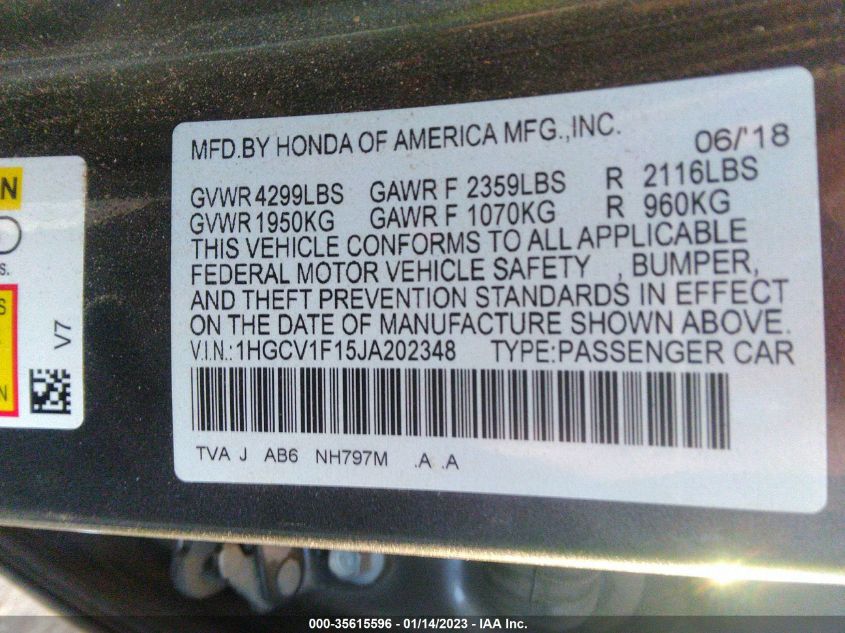 MFD.BY HONDA OF AMERICA MFG.,INC. 06/'18
GVWR 4299LBS GAWR F 2359LBS R 2116LBS
GVWR 1950KG GAWR F 1070KG R 960KG
THIS VEHICLE CONFORMS TO ALL APPLICABLE
FEDERAL MOTOR VEHICLE SAFETY , BUMPER,
AND THEFT PREVENTION STANDARDS IN EFFECT
ON THE DATE OF MANUFACTURE SHOWN ABOVE.
V.I.N.:1HGCV1F15JA202348 TYPE:PASSENGER CAR
TVA J AB6 NH797M .A .A
V7
000-35615596 — 01/14/2023 — IAA Inc.